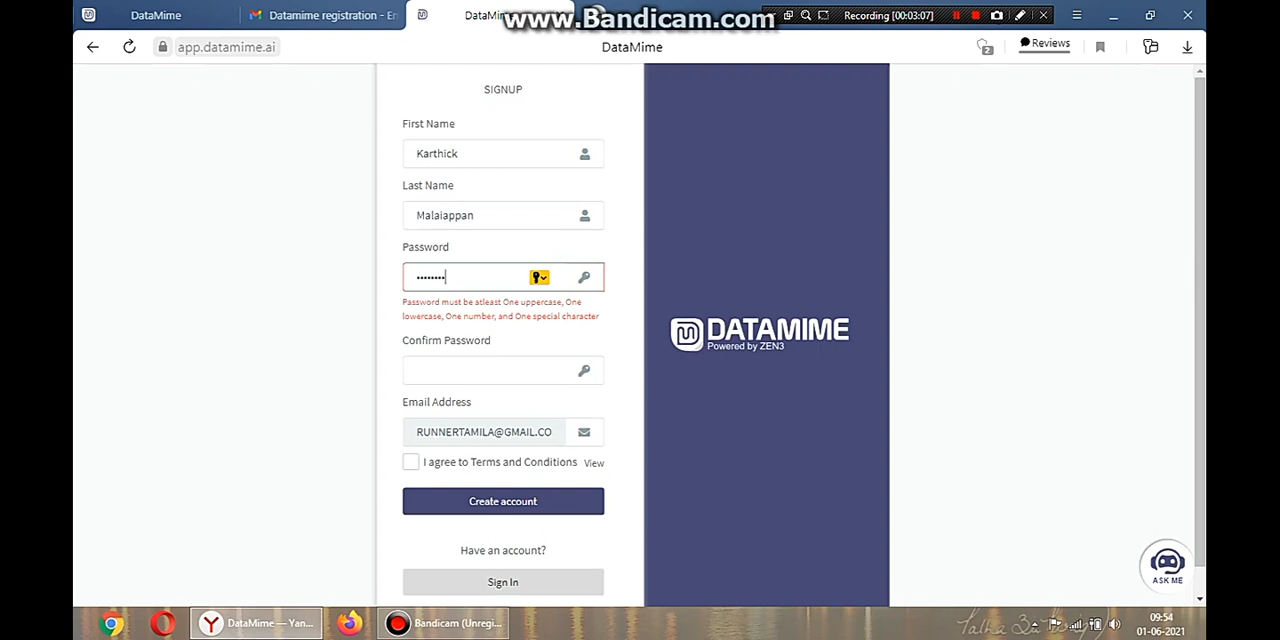 DataMime
Datamime registration - En
DataMim
www.Bandicam.com
Recording [00:03:07]
app.datamime.ai
DataMime
2
Reviews
SIGNUP
First Name
Karthick
Last Name
Malaiappan
Password
••••••••
Password must be atleast One uppercase, One
lowercase, One number, and One special character
Confirm Password
Email Address
RUNNERTAMILA@GMAIL.CO
I agree to Terms and Conditions View
Create account
Have an account?
Sign In
DATAMIME
Powered by ZEN3
ASK ME
DataMime — Yan...
Bandicam (Unregi...
09:54
01-06-2021